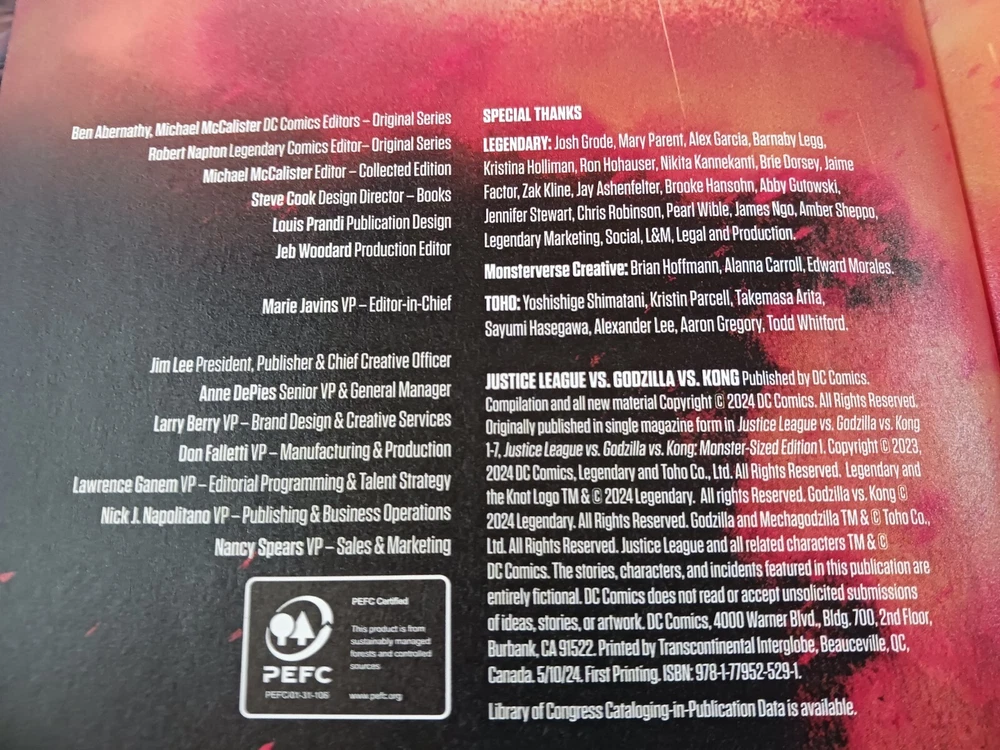 Ben Abernathy, Michael McCalister DC Comics Editors – Original Series
Robert Napton Legendary Comics Editor– Original Series
Michael McCalister Editor – Collected Edition
Steve Cook Design Director – Books
Louis Prandi Publication Design
Jeb Woodard Production Editor
Marie Javins VP – Editor-in-Chief
Jim Lee President, Publisher & Chief Creative Officer
Anne DePies Senior VP & General Manager
Larry Berry VP – Brand Design & Creative Services
Don Falletti VP – Manufacturing & Production
Lawrence Ganem VP – Editorial Programming & Talent Strategy
Nick J. Napolitano VP – Publishing & Business Operations
Nancy Spears VP – Sales & Marketing
PEFC
PEFC/01-31-106
PEFC Certified
This product is from
sustainably managed
forests and controlled
sources
www.pefc.org
SPECIAL THANKS
LEGENDARY: Josh Grode, Mary Parent, Alex Garcia, Barnaby Legg,
Kristina Holliman, Ron Hohauser, Nikita Kannekanti, Brie Dorsey, Jaime
Factor, Zak Kline, Jay Ashenfelter, Brooke Hansohn, Abby Gutowski,
Jennifer Stewart, Chris Robinson, Pearl Wible, James Ngo, Amber Sheppo,
Legendary Marketing, Social, L&M, Legal and Production.
Monsterverse Creative: Brian Hoffmann, Alanna Carroll, Edward Morales.
TOHO: Yoshishige Shimatani, Kristin Parcell, Takemasa Arita,
Sayumi Hasegawa, Alexander Lee, Aaron Gregory, Todd Whitford.
JUSTICE LEAGUE VS. GODZILLA VS. KONG Published by DC Comics.
Compilation and all new material Copyright © 2024 DC Comics. All Rights Reserved.
Originally published in single magazine form in Justice League vs. Godzilla vs. Kong
1-7, Justice League vs. Godzilla vs. Kong: Monster-Sized Edition 1. Copyright © 2023,
2024 DC Comics, Legendary and Toho Co., Ltd. All Rights Reserved. Legendary and
the Knot Logo TM & © 2024 Legendary. All rights Reserved. Godzilla vs. Kong ©
2024 Legendary. All Rights Reserved. Godzilla and Mechagodzilla TM & © Toho Co.,
Ltd. All Rights Reserved. Justice League and all related characters TM & ©
DC Comics. The stories, characters, and incidents featured in this publication are
entirely fictional. DC Comics does not read or accept unsolicited submissions
of ideas, stories, or artwork. DC Comics, 4000 Warner Blvd., Bldg. 700, 2nd Floor,
Burbank, CA 91522. Printed by Transcontinental Interglobe, Beauceville, QC,
Canada. 5/10/24. First Printing. ISBN: 978-1-77952-529-1.
Library of Congress Cataloging-in-Publication Data is available.